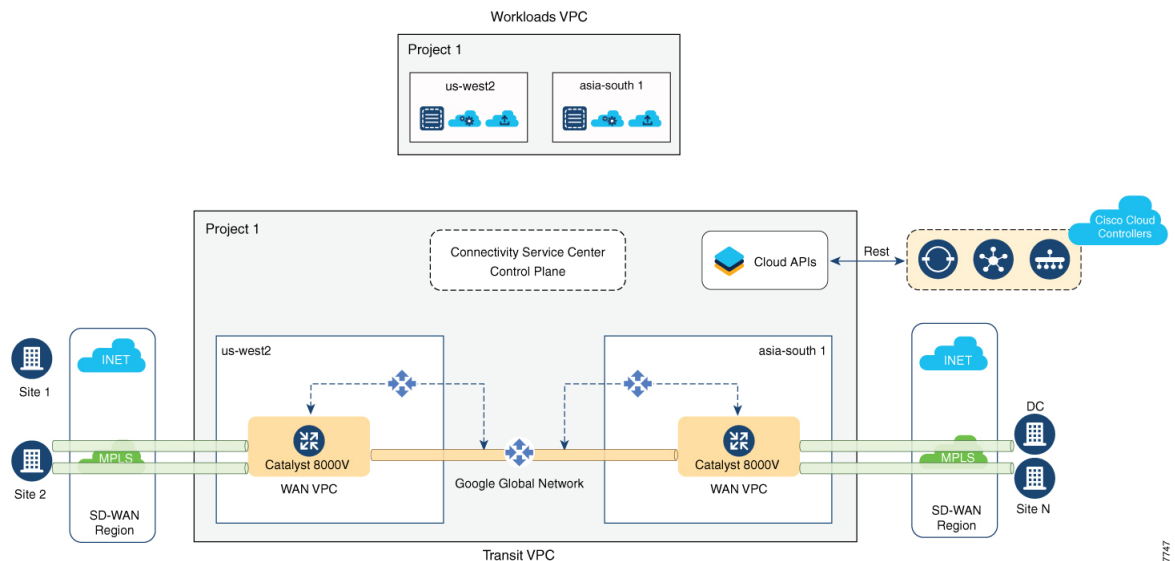 Workloads VPC
Project 1
us-west2
asia-south 1
Project 1
Connectivity Service Center
Control Plane
Cloud APIs
Rest
Cisco Cloud
Controllers
us-west2
asia-south 1
INET
INET
Site 1
DC
MPLS
Catalyst 8000V
Catalyst 8000V
MPLS
Site 2
WAN VPC
Google Global Network
WAN VPC
Site N
SD-WAN
Region
SD-WAN
Region
Transit VPC
7747